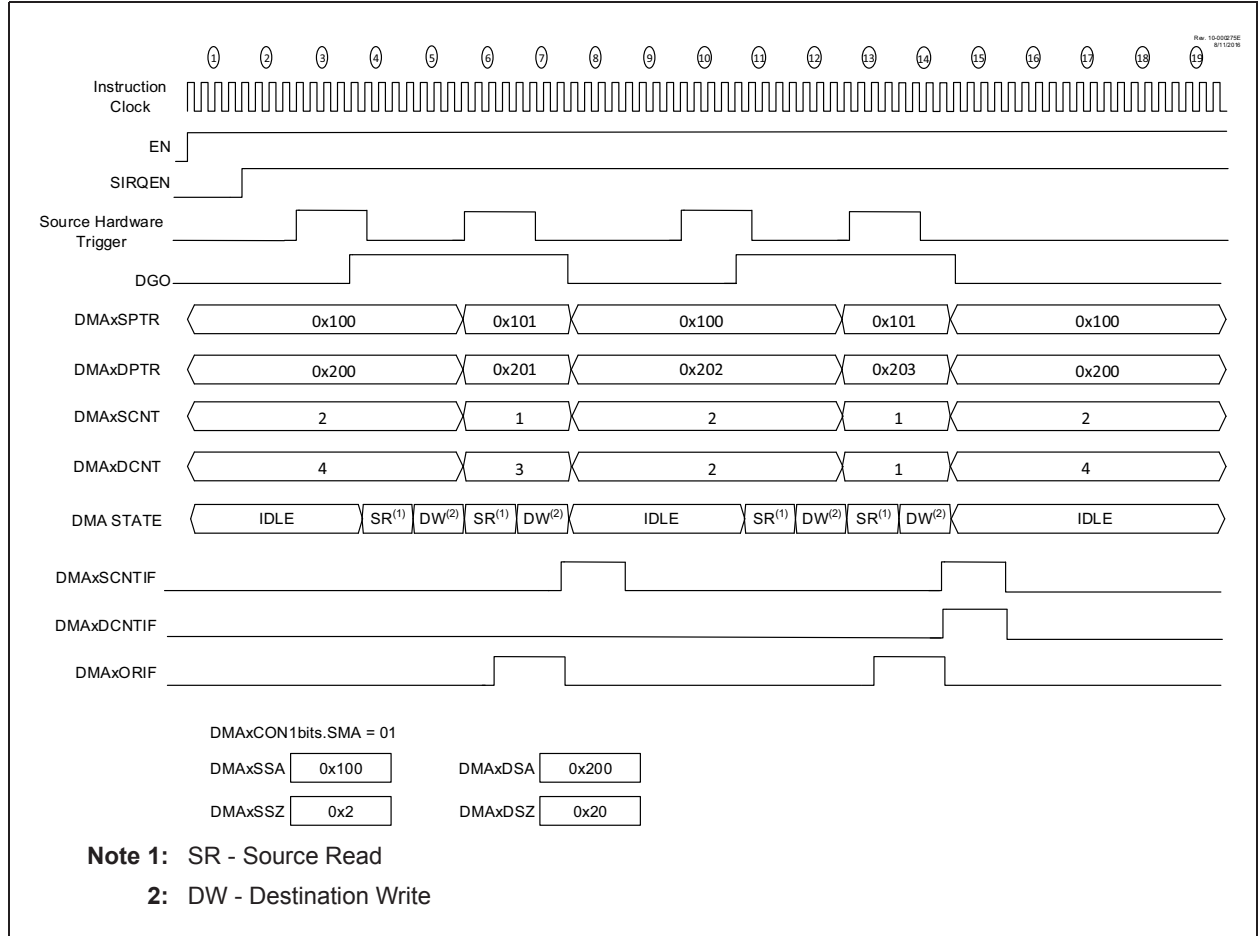 Rev. 10-000275E
8/11/2016
1 2 3 4 5 6 7 8 9 10 11 12 13 14 15 16 17 18 19
Instruction
Clock
EN
SIRQEN
Source Hardware
Trigger
DGO
DMAxSPTR 0x100 0x101 0x100 0x101 0x100
DMAxDPTR 0x200 0x201 0x202 0x203 0x200
DMAxSCNT 2 1 2 1 2
DMAxDCNT 4 3 2 1 4
DMA STATE IDLE SR(1) DW(2) SR(1) DW(2) IDLE SR(1) DW(2) SR(1) DW(2) IDLE
DMAxSCNTIF
DMAxDCNTIF
DMAxORIF
DMAxCON1bits.SMA = 01
DMAxSSA 0x100 DMAxDSA 0x200
DMAxSSZ 0x2 DMAxDSZ 0x20
Note 1: SR - Source Read
2: DW - Destination Write